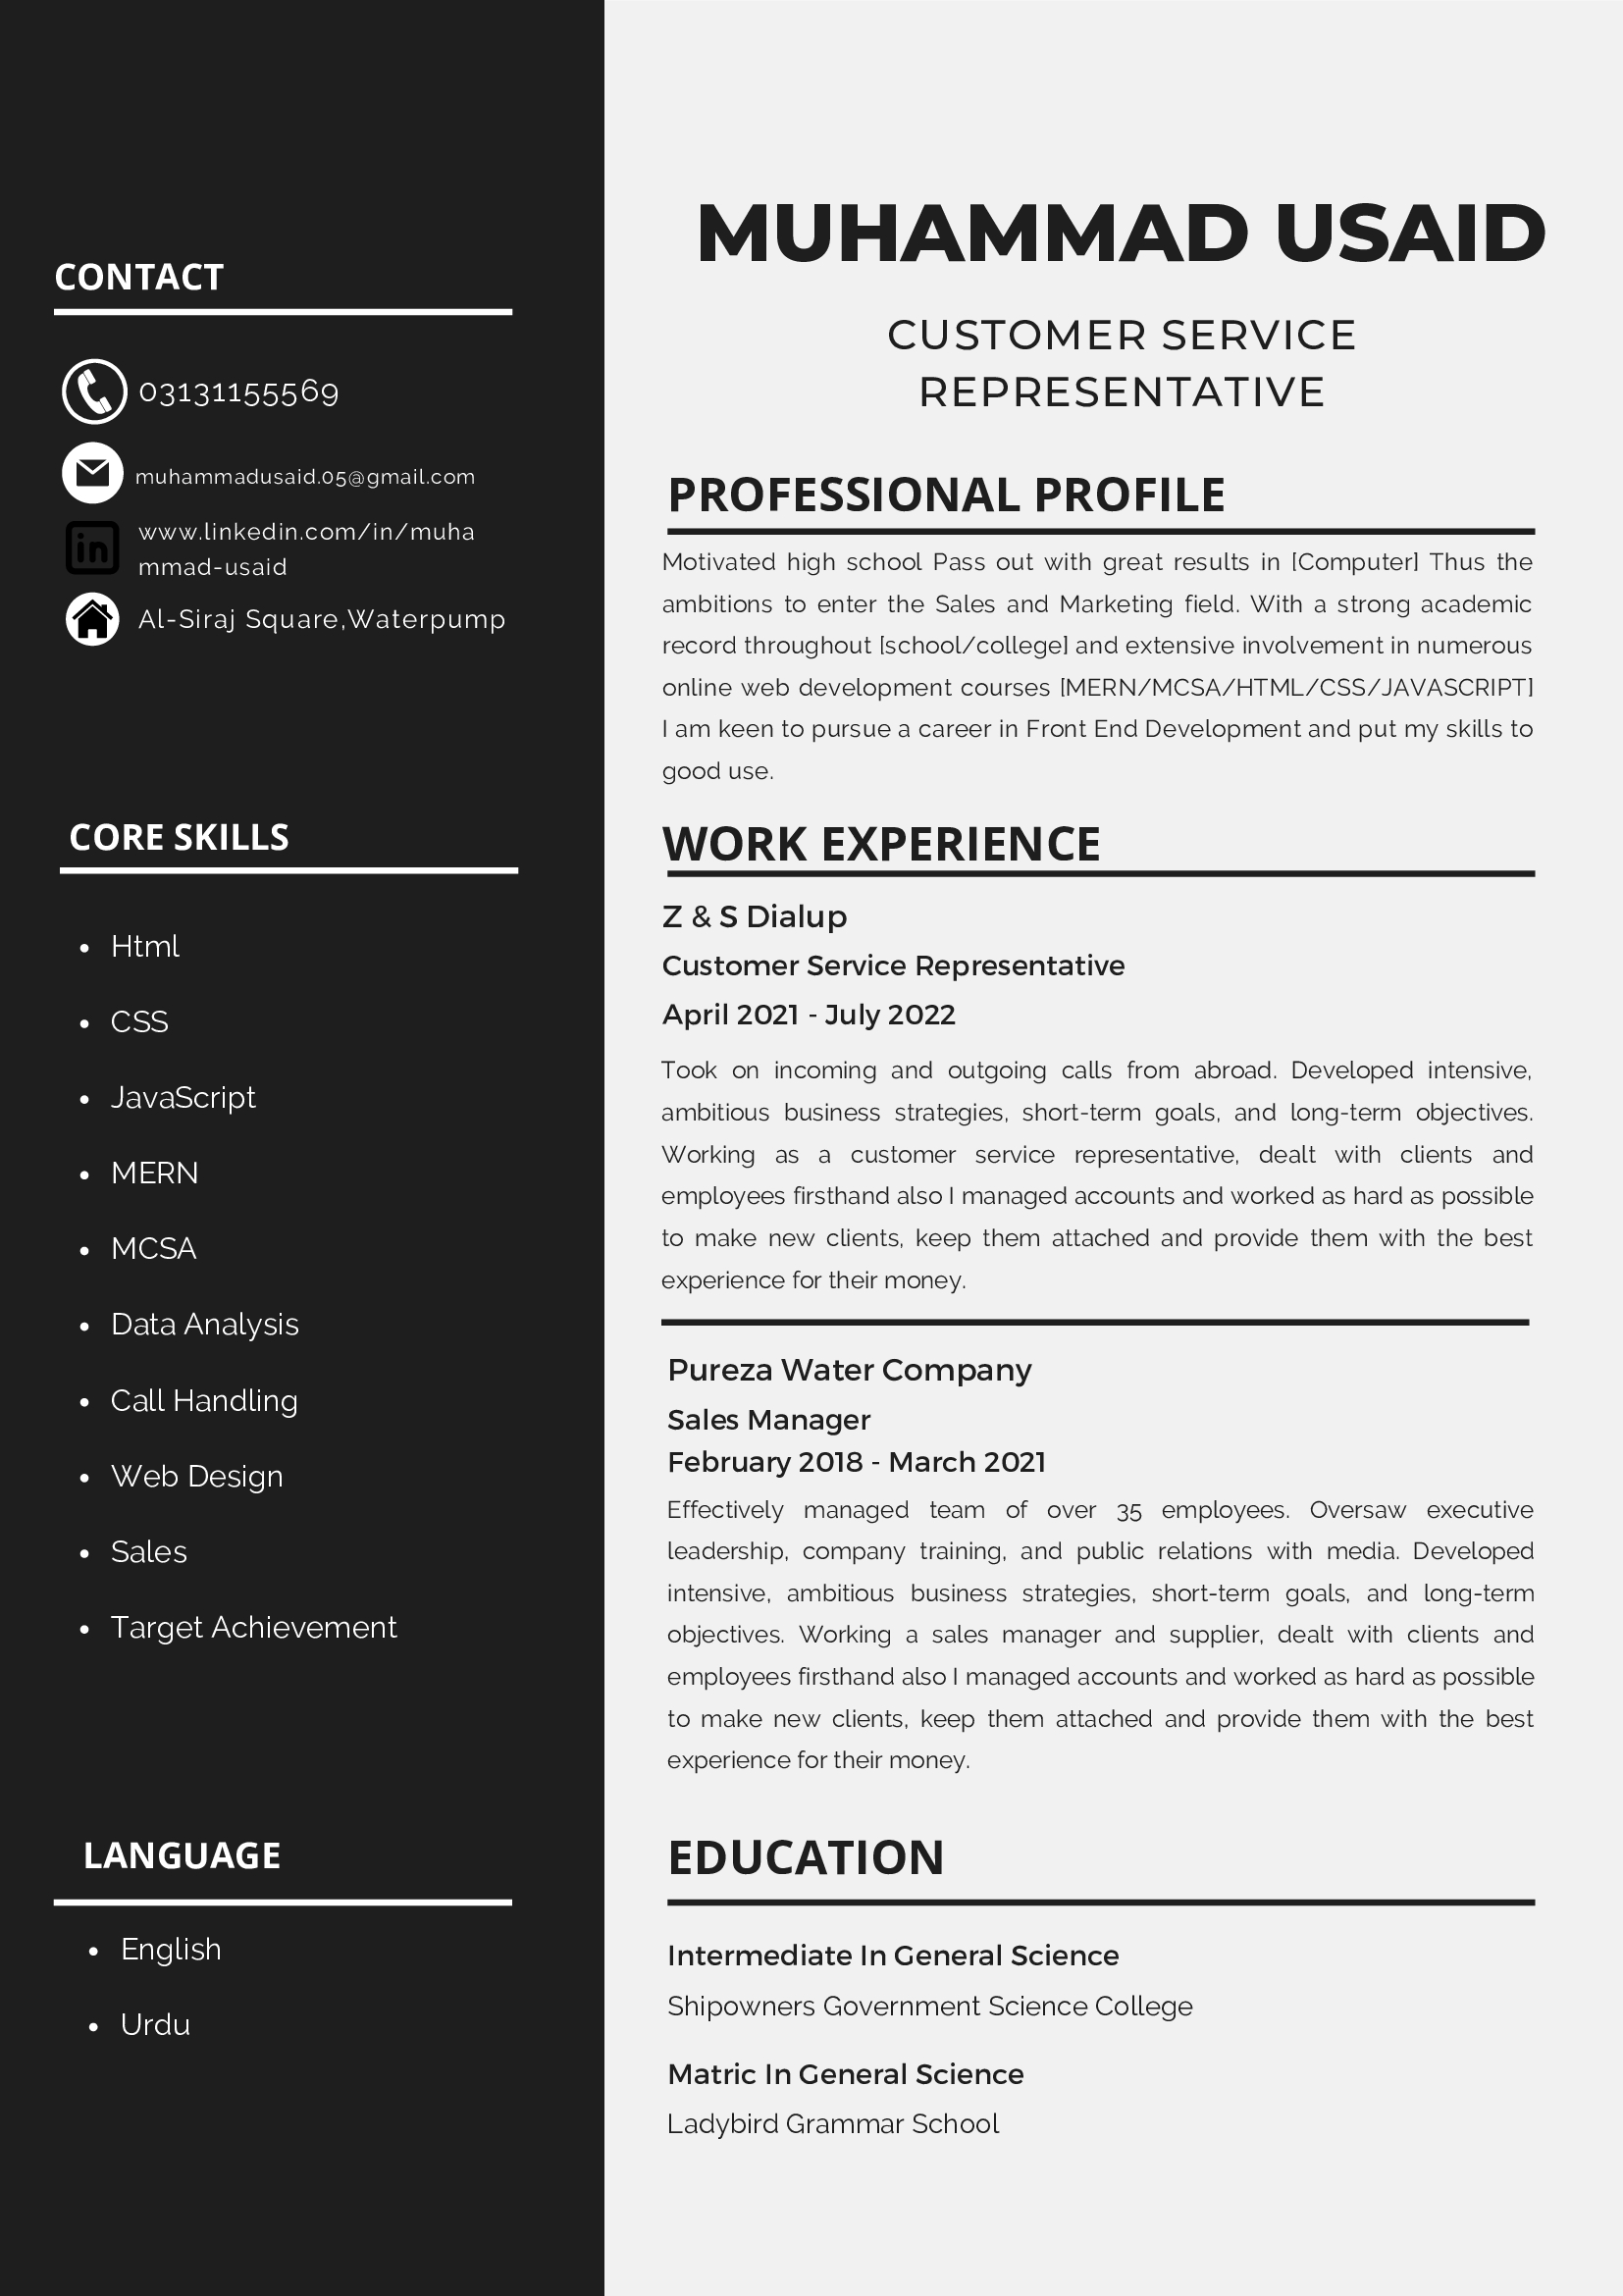 CONTACT
03131155569
muhammadusaid.05@gmail.com
www.linkedin.com/in/muha
mmad-usaid
Al-Siraj Square,Waterpump
CORE SKILLS
Html
CSS
JavaScript
MERN
MCSA
Data Analysis
Call Handling
Web Design
Sales
Target Achievement
LANGUAGE
English
Urdu
MUHAMMAD USAID
CUSTOMER SERVICE
REPRESENTATIVE
PROFESSIONAL PROFILE
Motivated high school Pass out with great results in [Computer] Thus the
ambitions to enter the Sales and Marketing field. With a strong academic
record throughout [school/college] and extensive involvement in numerous
online web development courses [MERN/MCSA/HTML/CSS/JAVASCRIPT]
I am keen to pursue a career in Front End Development and put my skills to
good use.
WORK EXPERIENCE
Z & S Dialup
Customer Service Representative
April 2021 - July 2022
Took on incoming and outgoing calls from abroad. Developed intensive,
ambitious business strategies, short-term goals, and long-term objectives.
Working as a customer service representative, dealt with clients and
employees firsthand also I managed accounts and worked as hard as possible
to make new clients, keep them attached and provide them with the best
experience for their money.
Pureza Water Company
Sales Manager
February 2018 - March 2021
Effectively managed team of over 35 employees. Oversaw executive
leadership, company training, and public relations with media. Developed
intensive, ambitious business strategies, short-term goals, and long-term
objectives. Working a sales manager and supplier, dealt with clients and
employees firsthand also I managed accounts and worked as hard as possible
to make new clients, keep them attached and provide them with the best
experience for their money.
EDUCATION
Intermediate In General Science
Shipowners Government Science College
Matric In General Science
Ladybird Grammar School